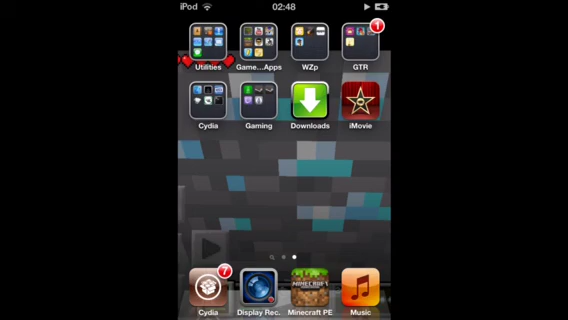 iPod 02:48
1
Utilities Game...Apps WZp GTR
Cydia Gaming Downloads iMovie
7
MINECRAFT
Cydia Display Rec. Minecraft PE Music